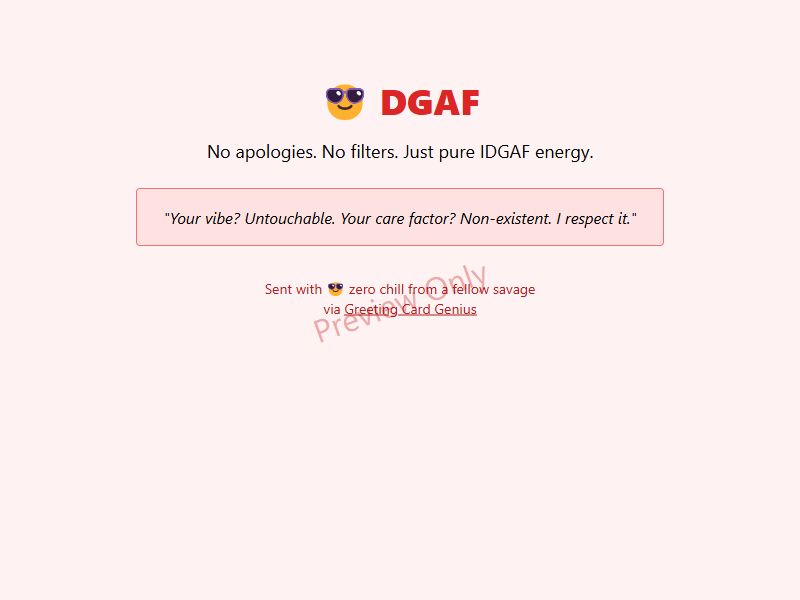 😎 DGAF
No apologies. No filters. Just pure IDGAF energy.
"Your vibe? Untouchable. Your care factor? Non-existent. I respect it."
Sent with 😎 zero chill from a fellow savage
via Greeting Card Genius
Preview Only